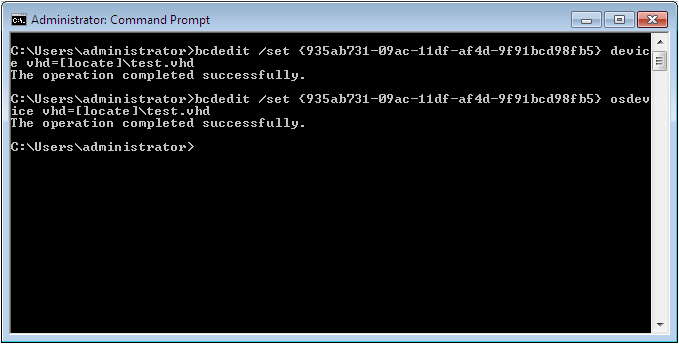 Administrator: Command Prompt
C:\Users\administrator>bcdedit /set {935ab731-09ac-11df-af4d-9f91bcd98fb5} devic
e vhd=[locate]\test.vhd
The operation completed successfully.
C:\Users\administrator>bcdedit /set {935ab731-09ac-11df-af4d-9f91bcd98fb5} osdev
ice vhd=[locate]\test.vhd
The operation completed successfully.
C:\Users\administrator>